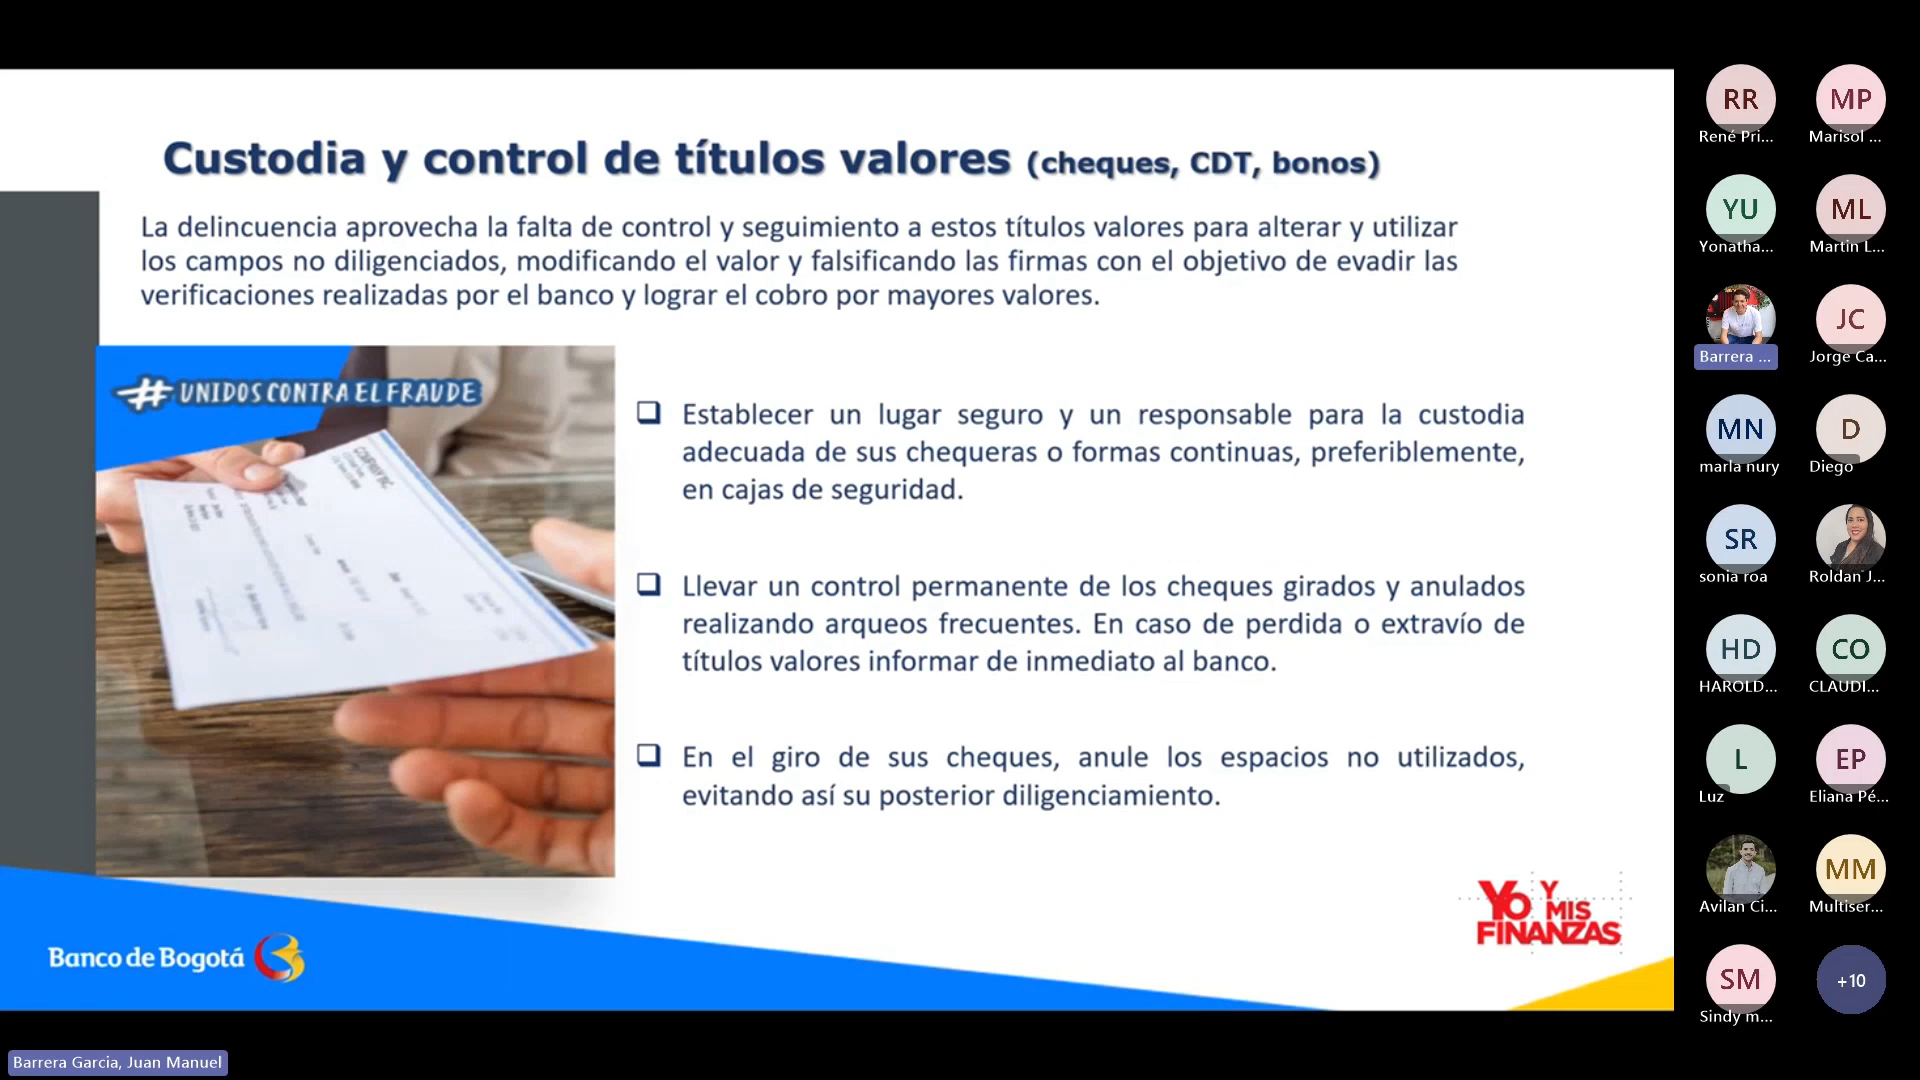 Custodia y control de títulos valores (cheques, CDT, bonos)
La delincuencia aprovecha la falta de control y seguimiento a estos títulos valores para alterar y utilizar
los campos no diligenciados, modificando el valor y falsificando las firmas con el objetivo de evadir las
verificaciones realizadas por el banco y lograr el cobro por mayores valores.
#UNIDOS CONTRA EL FRAUDE
Establecer un lugar seguro y un responsable para la custodia
adecuada de sus chequeras o formas continuas, preferiblemente,
en cajas de seguridad.
Llevar un control permanente de los cheques girados y anulados
realizando arqueos frecuentes. En caso de perdida o extravío de
títulos valores informar de inmediato al banco.
En el giro de sus cheques, anule los espacios no utilizados,
evitando así su posterior diligenciamiento.
Banco de Bogotá
Yo Y
MIS
FINANZAS
RR
MP
René Pri...
Marisol ...
YU
ML
Yonatha...
Martin L...
JC
Barrera ...
Jorge Ca...
MN
D
marla nury
Diego
SR
sonia roa
Roldan J...
HD
CO
HAROLD...
CLAUDI...
L
EP
Luz
Eliana Pé...
MM
Avilan Ci...
Multiser...
SM
+10
Sindy m...
Barrera Garcia, Juan Manuel